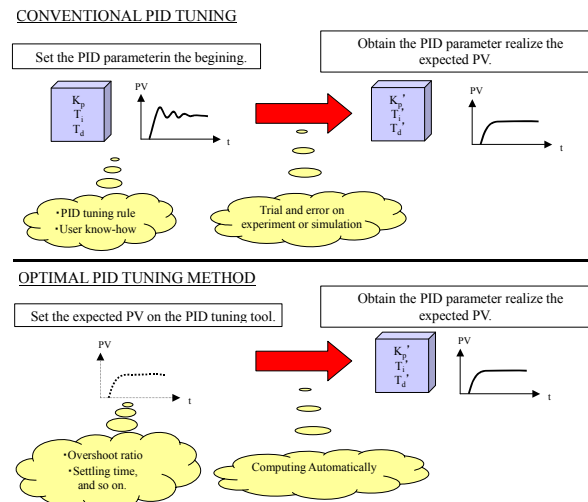 CONVENTIONAL PID TUNING
Set the PID parameterin the begining.
Obtain the PID parameter realize the
expected PV.
Kp
Ti
Td
PV
t
Kp'
Ti'
Td'
PV
t
・PID tuning rule
・User know-how
Trial and error on
experiment or simulation
OPTIMAL PID TUNING METHOD
Set the expected PV on the PID tuning tool.
Obtain the PID parameter realize the
expected PV.
PV
t
Kp'
Ti'
Td'
PV
t
・Overshoot ratio
・Settling time,
and so on.
Computing Automatically